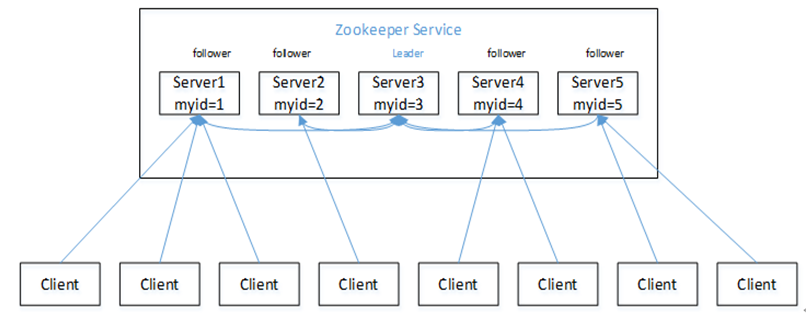 Zookeeper Service
follower follower Leader follower follower
Server1 Server2 Server3 Server4 Server5
myid=1 myid=2 myid=3 myid=4 myid=5
Client Client Client Client Client Client Client Client